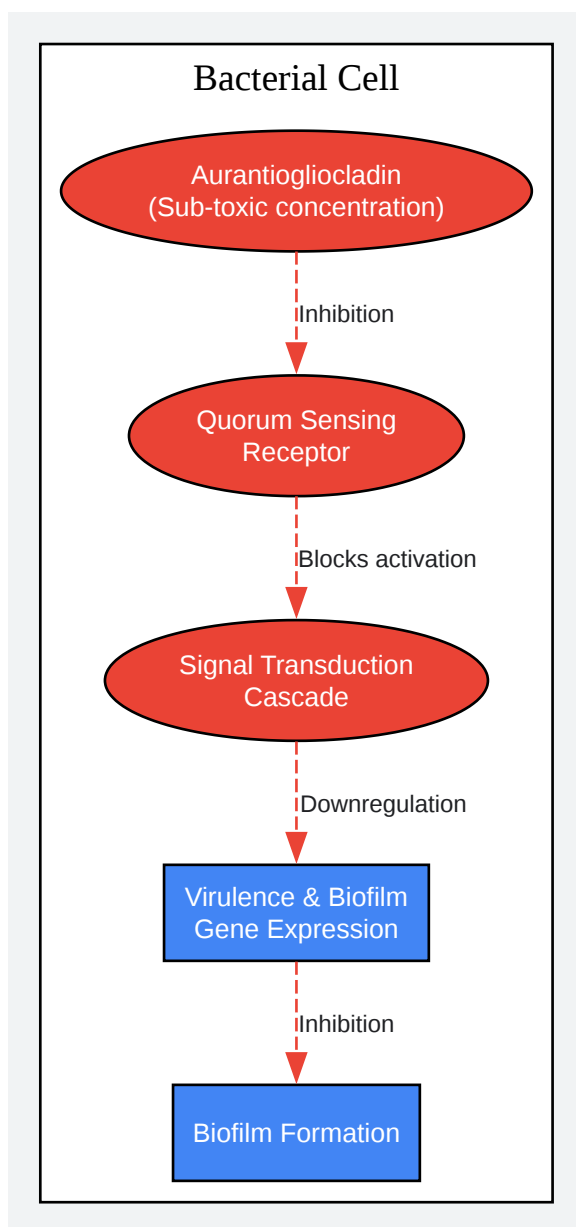 Bacterial Cell
Aurantiogliocladin
(Sub-toxic concentration)
Inhibition
Quorum Sensing
Receptor
Blocks activation
Signal Transduction
Cascade
Downregulation
Virulence & Biofilm
Gene Expression
Inhibition
Biofilm Formation